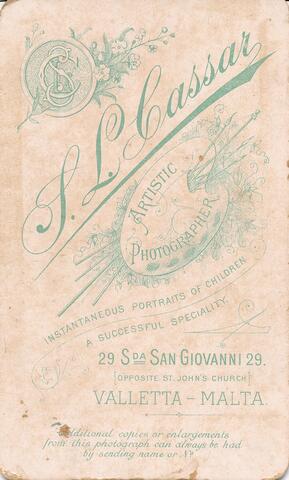 S. L. Cassar
ARTISTIC
PHOTOGRAPHER
INSTANTANEOUS PORTRAITS OF CHILDREN
A SUCCESSFUL SPECIALITY.
29 SDA SAN GIOVANNI 29.
[OPPOSITE ST. JOHN'S CHURCH]
VALLETTA - MALTA.
Additional copies or enlargements
from this photograph can always be had
by sending name or No